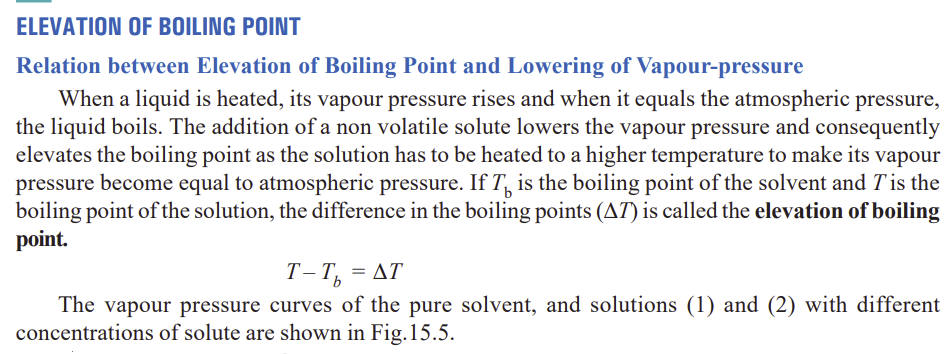 ELEVATION OF BOILING POINT
Relation between Elevation of Boiling Point and Lowering of Vapour-pressure
When a liquid is heated, its vapour pressure rises and when it equals the atmospheric pressure,
the liquid boils. The addition of a non volatile solute lowers the vapour pressure and consequently
elevates the boiling point as the solution has to be heated to a higher temperature to make its vapour
pressure become equal to atmospheric pressure. If T_b is the boiling point of the solvent and T is the
boiling point of the solution, the difference in the boiling points (ΔT) is called the elevation of boiling
point.
T – T_b = ΔT
The vapour pressure curves of the pure solvent, and solutions (1) and (2) with different
concentrations of solute are shown in Fig.15.5.